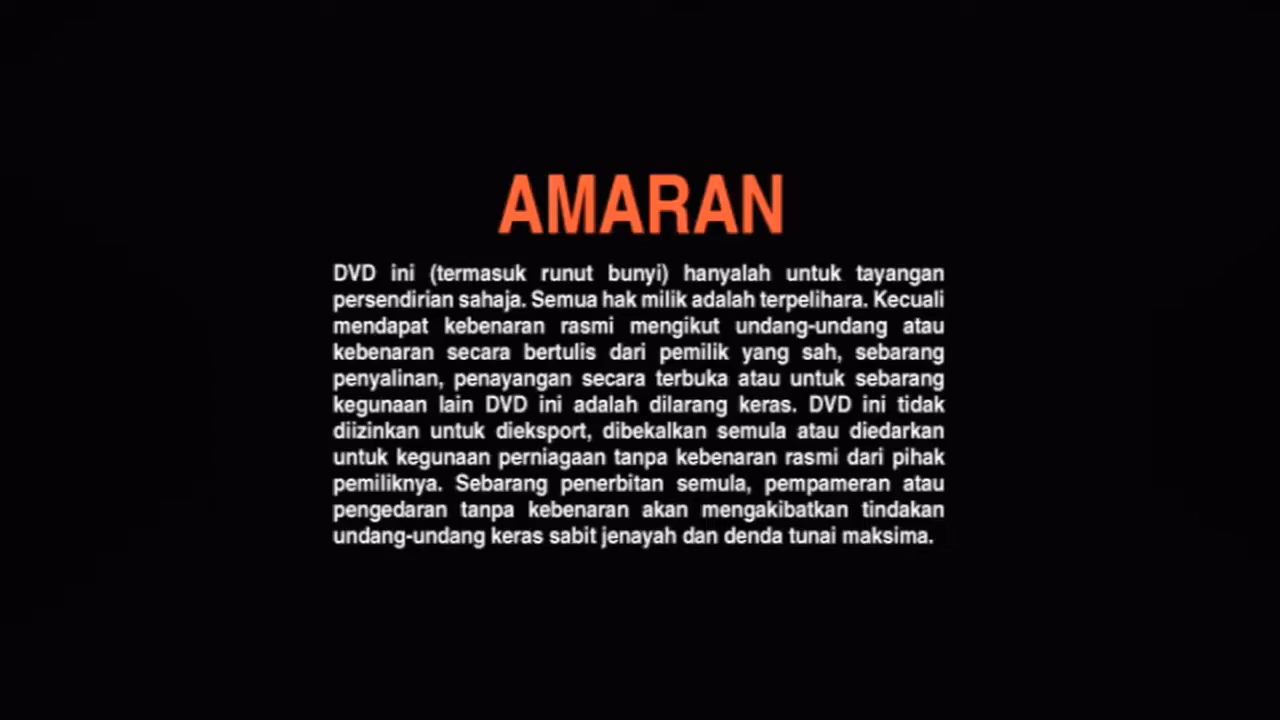 AMARAN
DVD ini (termasuk runut bunyi) hanyalah untuk tayangan
persendirian sahaja. Semua hak milik adalah terpelihara. Kecuali
mendapat kebenaran rasmi mengikut undang-undang atau
kebenaran secara bertulis dari pemilik yang sah, sebarang
penyalinan, penayangan secara terbuka atau untuk sebarang
kegunaan lain DVD ini adalah dilarang keras. DVD ini tidak
diizinkan untuk dieksport, dibekalkan semula atau diedarkan
untuk kegunaan perniagaan tanpa kebenaran rasmi dari pihak
pemiliknya. Sebarang penerbitan semula, pempameran atau
pengedaran tanpa kebenaran akan mengakibatkan tindakan
undang-undang keras sabit jenayah dan denda tunai maksima.